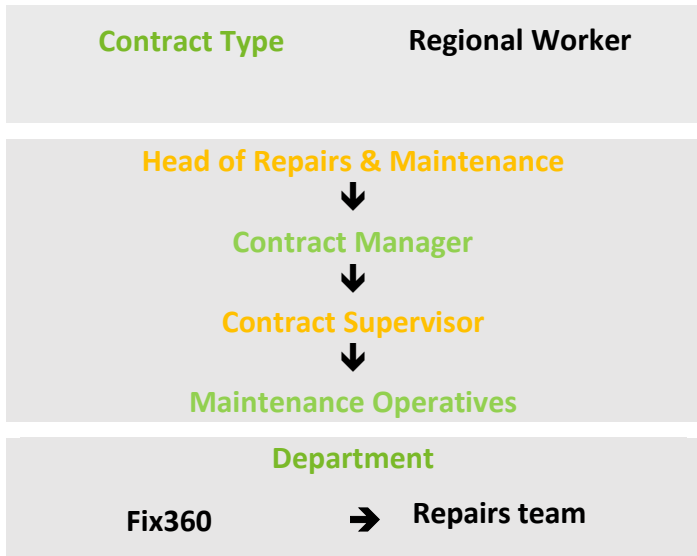 Contract Type Regional Worker
Head of Repairs & Maintenance
Contract Manager
Contract Supervisor
Maintenance Operatives
Department
Fix360 Repairs team